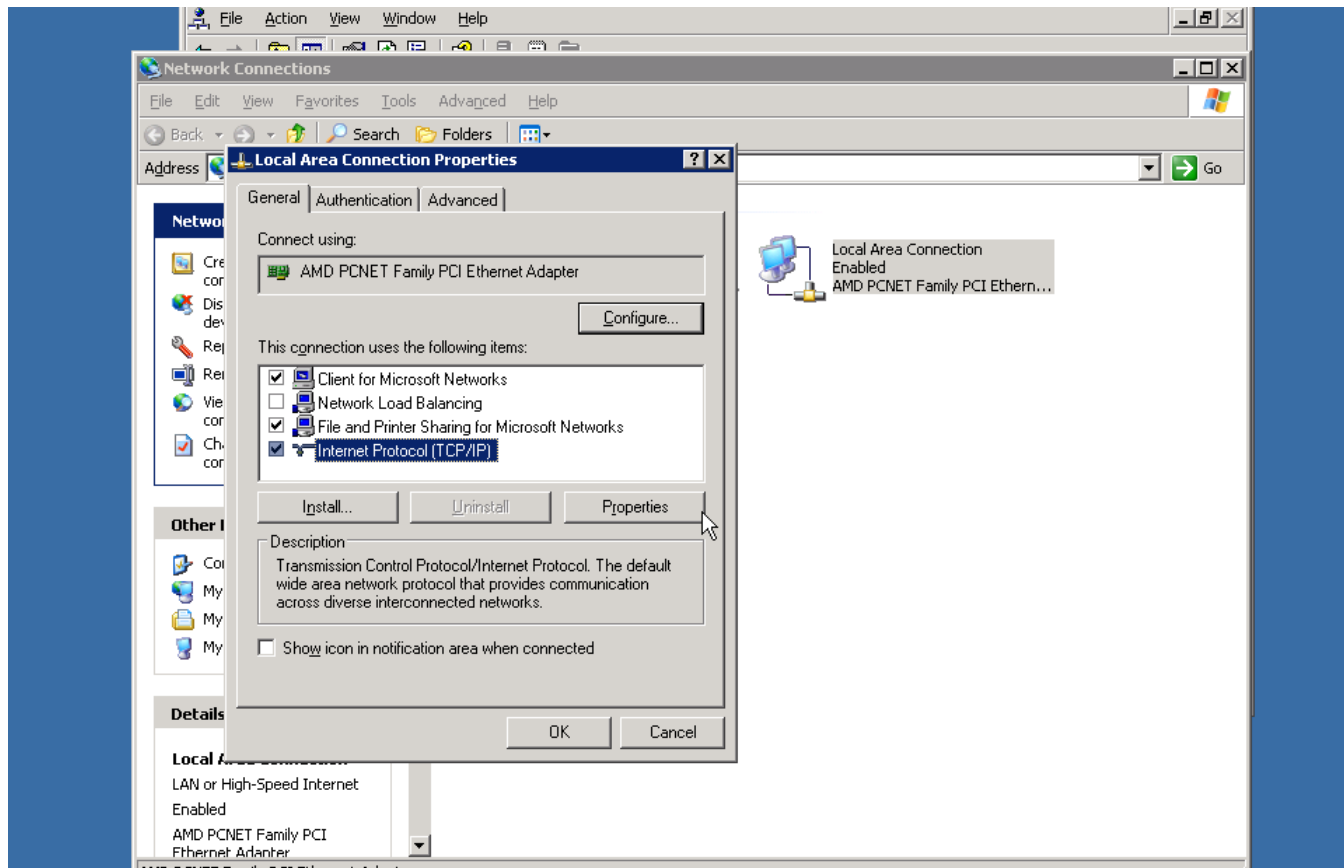 File Action View Window Help
Network Connections
File Edit View Favorites Tools Advanced Help
Back Search Folders
Address Go
Local Area Connection Properties
General Authentication Advanced
Connect using:
AMD PCNET Family PCI Ethernet Adapter
Configure...
This connection uses the following items:
Client for Microsoft Networks
Network Load Balancing
File and Printer Sharing for Microsoft Networks
Internet Protocol (TCP/IP)
Install... Uninstall Properties
Description
Transmission Control Protocol/Internet Protocol. The default
wide area network protocol that provides communication
across diverse interconnected networks.
Show icon in notification area when connected
OK Cancel
Local Area Connection
Enabled
AMD PCNET Family PCI Ethern...
Other
My
My
My
Details
Local
LAN or High-Speed Internet
Enabled
AMD PCNET Family PCI
Ethernet Adapter